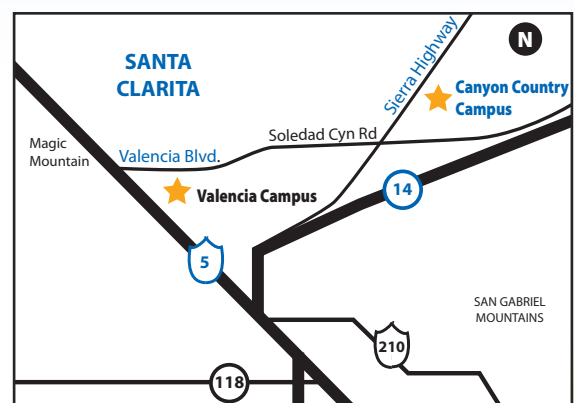 N
SANTA
CLARITA
Sierra Highway
Canyon Country
Campus
Magic
Mountain
Valencia Blvd.
Soledad Cyn Rd
Valencia Campus
14
5
SAN GABRIEL
MOUNTAINS
210
118